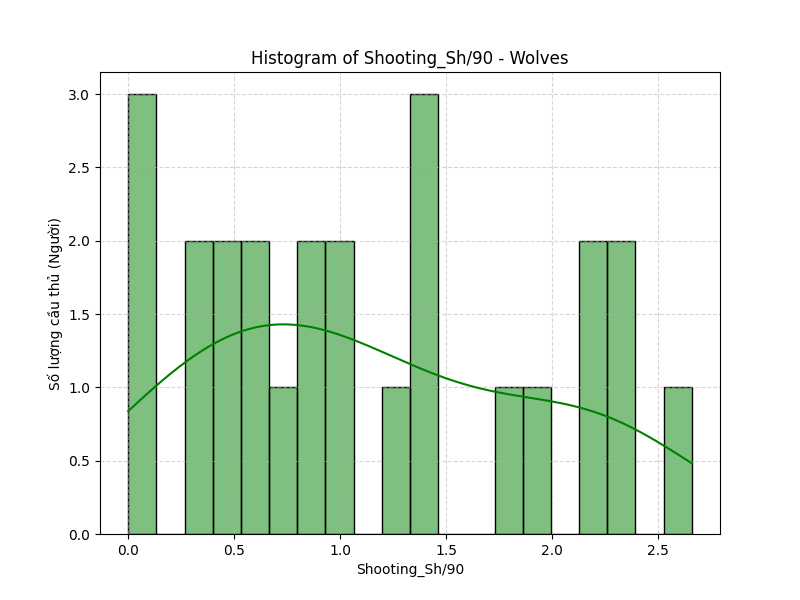 Histogram of Shooting_Sh/90 - Wolves
3.0
2.5
2.0
1.5
1.0
0.5
0.0
Số lượng cầu thủ (Người)
0.0 0.5 1.0 1.5 2.0 2.5
Shooting_Sh/90